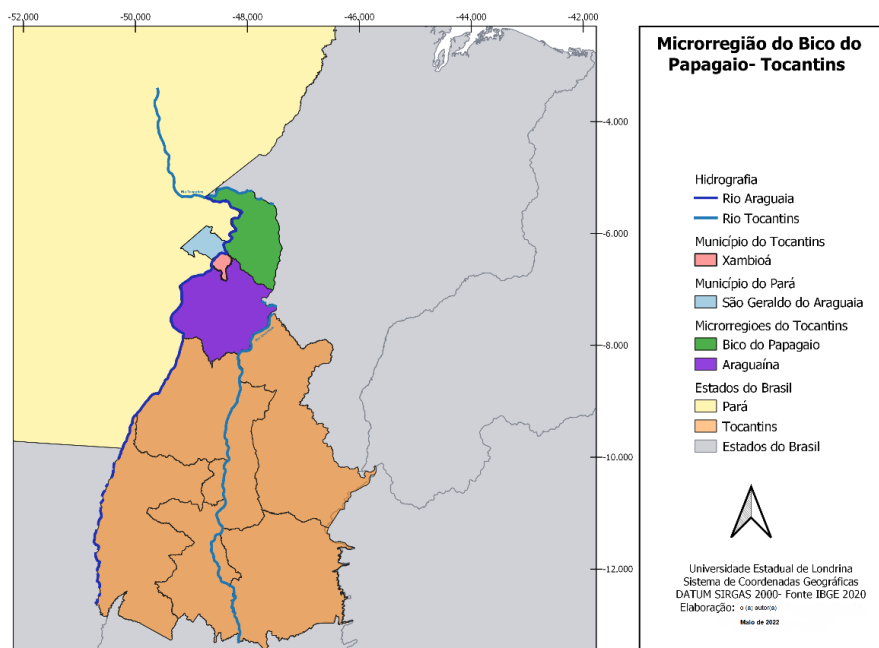 -52,000
-50,000
-48,000
-46,000
-44,000
-42,000
-4.000
-6.000
-8.000
-10.000
-12.000
Microrregião do Bico do
Papagaio- Tocantins
Hidrografia
Rio Araguaia
Rio Tocantins
Município do Tocantins
Xambioá
Município do Pará
São Geraldo do Araguaia
Microrregioes do Tocantins
Bico do Papagaio
Araguaína
Estados do Brasil
Pará
Tocantins
Estados do Brasil
Universidade Estadual de Londrina
Sistema de Coordenadas Geográficas
DATUM SIRGAS 2000- Fonte IBGE 2020
Elaboração: o (a) autor(a)
Maio de 2022